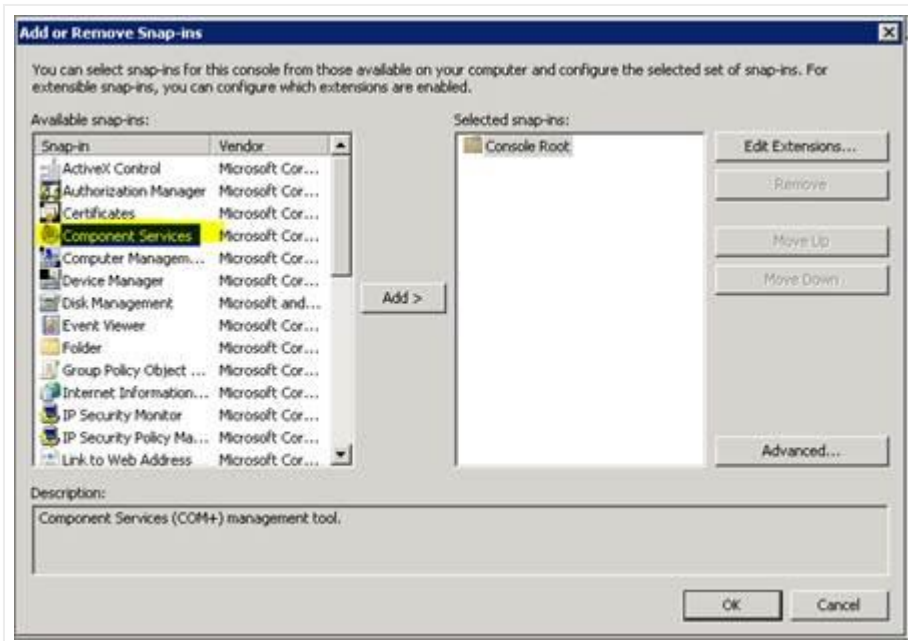 Add or Remove Snap-ins
You can select snap-ins for this console from those available on your computer and configure the selected set of snap-ins. For
extensible snap-ins, you can configure which extensions are enabled.
Available snap-ins:
Snap-in Vendor
ActiveX Control Microsoft Cor...
Authorization Manager Microsoft Cor...
Certificates Microsoft Cor...
Component Services Microsoft Cor...
Computer Managem... Microsoft Cor...
Device Manager Microsoft Cor...
Disk Management Microsoft and...
Event Viewer Microsoft Cor...
Folder Microsoft Cor...
Group Policy Object ... Microsoft Cor...
Internet Information... Microsoft Cor...
IP Security Monitor Microsoft Cor...
IP Security Policy Ma... Microsoft Cor...
Link to Web Address Microsoft Cor...
Add >
Selected snap-ins:
Console Root
Edit Extensions...
Remove
Move Up
Move Down
Advanced...
Description:
Component Services (COM+) management tool.
OK
Cancel